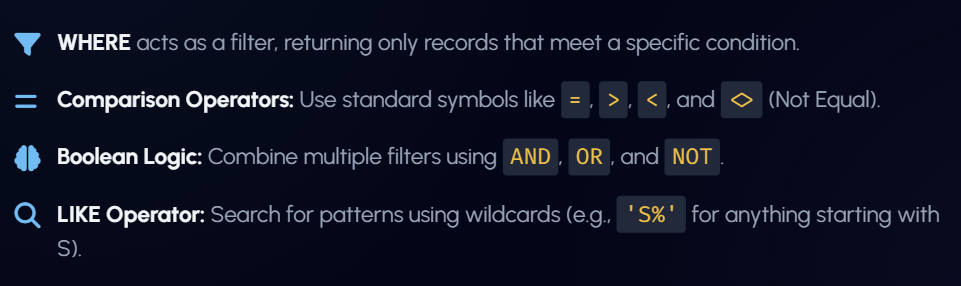 WHERE acts as a filter, returning only records that meet a specific condition.
Comparison Operators: Use standard symbols like =, >, <, and <> (Not Equal).
Boolean Logic: Combine multiple filters using AND, OR, and NOT.
LIKE Operator: Search for patterns using wildcards (e.g., 'S%' for anything starting with
S).